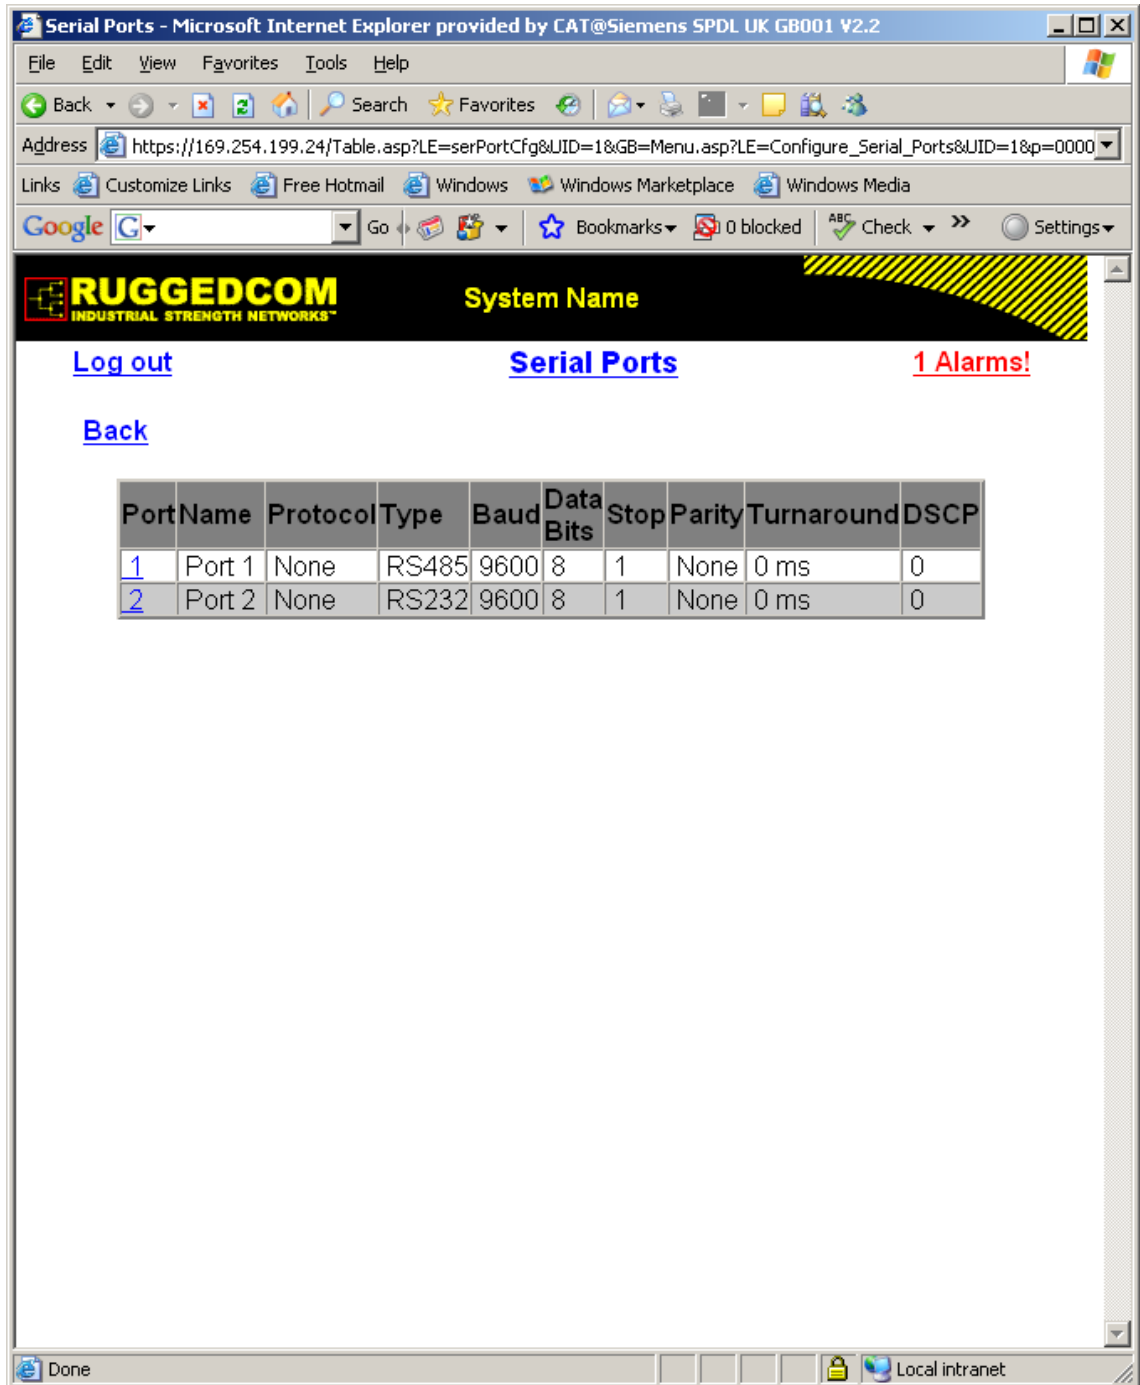 Serial Ports - Microsoft Internet Explorer provided by CAT@Siemens SPDL UK GB001 V2.2
File Edit View Favorites Tools Help
Back Search Favorites
Address https://169.254.199.24/Table.asp?LE=serPortCfg&UID=1&GB=Menu.asp?LE=Configure_Serial_Ports&UID=1&p=0000
Links Customize Links Free Hotmail Windows Windows Marketplace Windows Media
Google G Go Bookmarks 0 blocked ABC Check >> Settings
RUGGEDCOM
INDUSTRIAL STRENGTH NETWORKS™
System Name
Log out Serial Ports 1 Alarms!
Back
Port Name Protocol Type Baud Data Bits Stop Parity Turnaround DSCP
1 Port 1 None RS485 9600 8 1 None 0 ms 0
2 Port 2 None RS232 9600 8 1 None 0 ms 0
Done Local intranet